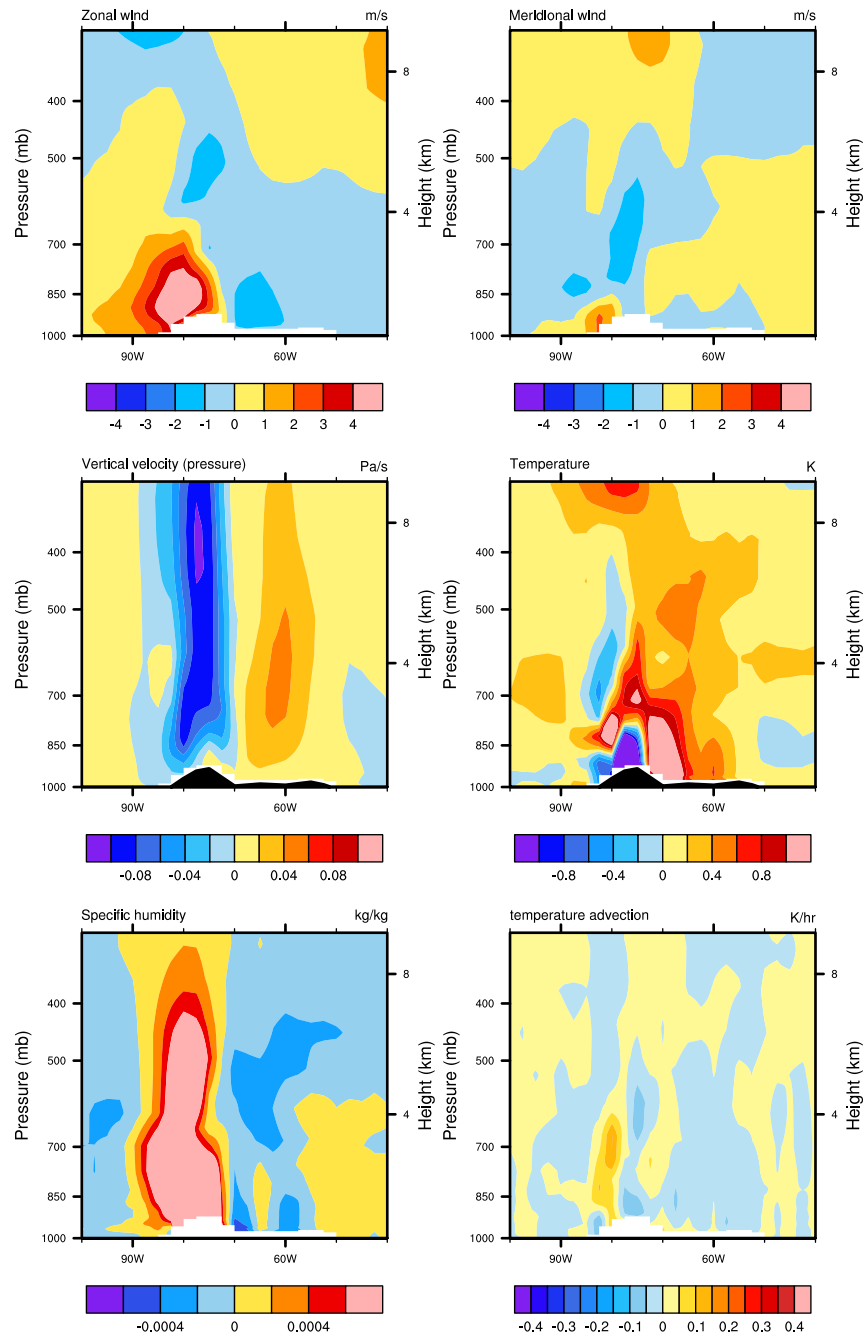 Zonal wind m/s
Pressure (mb)
400
500
700
850
1000
8
4
Height (km)
90W 60W
-4 -3 -2 -1 0 1 2 3 4
Meridional wind m/s
Pressure (mb)
400
500
700
850
1000
8
4
Height (km)
90W 60W
-4 -3 -2 -1 0 1 2 3 4
Vertical velocity (pressure) Pa/s
Pressure (mb)
400
500
700
850
1000
8
4
Height (km)
90W 60W
-0.08 -0.04 0 0.04 0.08
Temperature K
Pressure (mb)
400
500
700
850
1000
8
4
Height (km)
90W 60W
-0.8 -0.4 0 0.4 0.8
Specific humidity kg/kg
Pressure (mb)
400
500
700
850
1000
8
4
Height (km)
90W 60W
-0.0004 0 0.0004
temperature advection K/hr
Pressure (mb)
400
500
700
850
1000
8
4
Height (km)
90W 60W
-0.4 -0.3 -0.2 -0.1 0 0.1 0.2 0.3 0.4